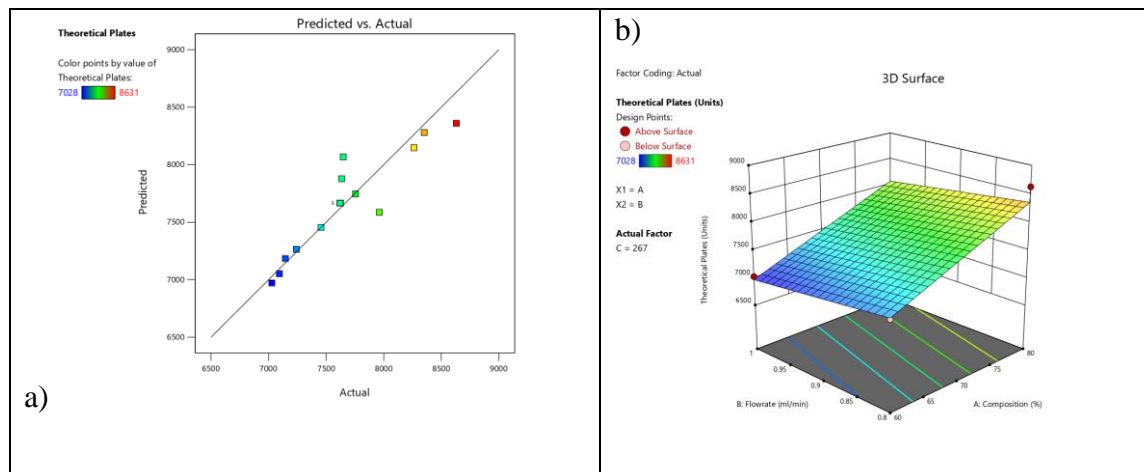 a)
Predicted vs. Actual
Theoretical Plates
Color points by value of
Theoretical Plates:
7028 8631
Predicted
9000
8500
8000
7500
7000
6500
6500 7000 7500 8000 8500 9000
Actual
b)
Factor Coding: Actual
3D Surface
Theoretical Plates (Units)
Design Points:
Above Surface
Below Surface
7028 8631
X1 = A
X2 = B
Actual Factor
C = 267
Theoretical Plates (Units)
9000
8500
8000
7500
7000
6500
1
0.95
0.9
0.85
0.8
B: Flowrate (ml/min)
60
65
70
75
80
A: Composition (%)